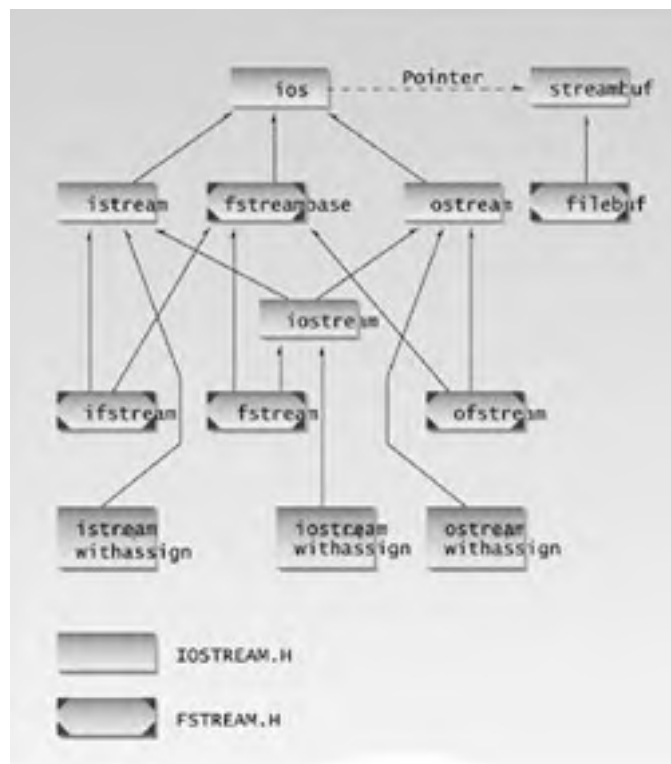 ios
Pointer
streambuf
istream
fstreambase
ostream
filebuf
iostream
ifstream
fstream
ofstream
istream
withassign
iostream
withassign
ostream
withassign
IOSTREAM.H
FSTREAM.H